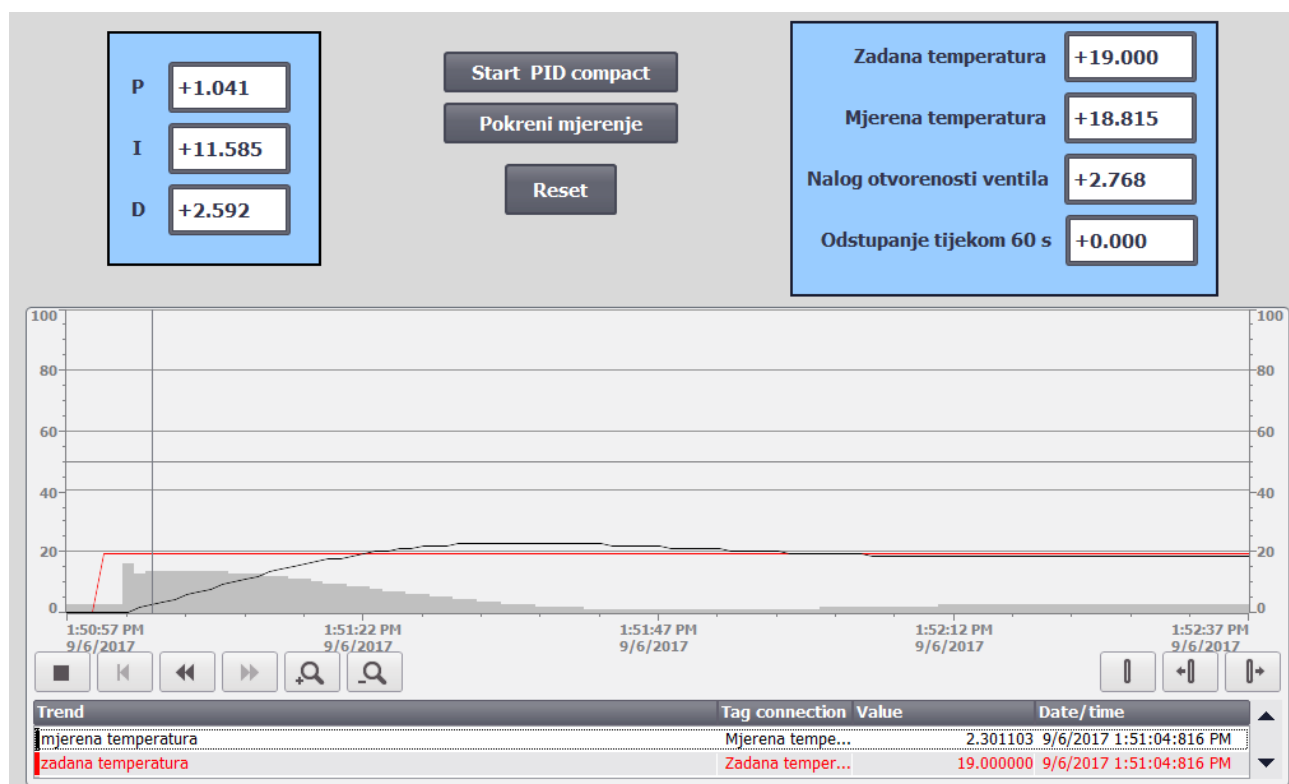 P +1.041
I +11.585
D +2.592
Start PID compact
Pokreni mjerenje
Reset
Zadana temperatura +19.000
Mjerena temperatura +18.815
Nalog otvorenosti ventila +2.768
Odstupanje tijekom 60 s +0.000
100 100
80 80
60 60
40 40
20 20
0 0
1:50:57 PM 1:51:22 PM 1:51:47 PM 1:52:12 PM 1:52:37 PM
9/6/2017 9/6/2017 9/6/2017 9/6/2017 9/6/2017
Trend Tag connection Value Date/time
mjerena temperatura Mjerena tempe... 2.301103 9/6/2017 1:51:04:816 PM
zadana temperatura Zadana temper... 19.000000 9/6/2017 1:51:04:816 PM